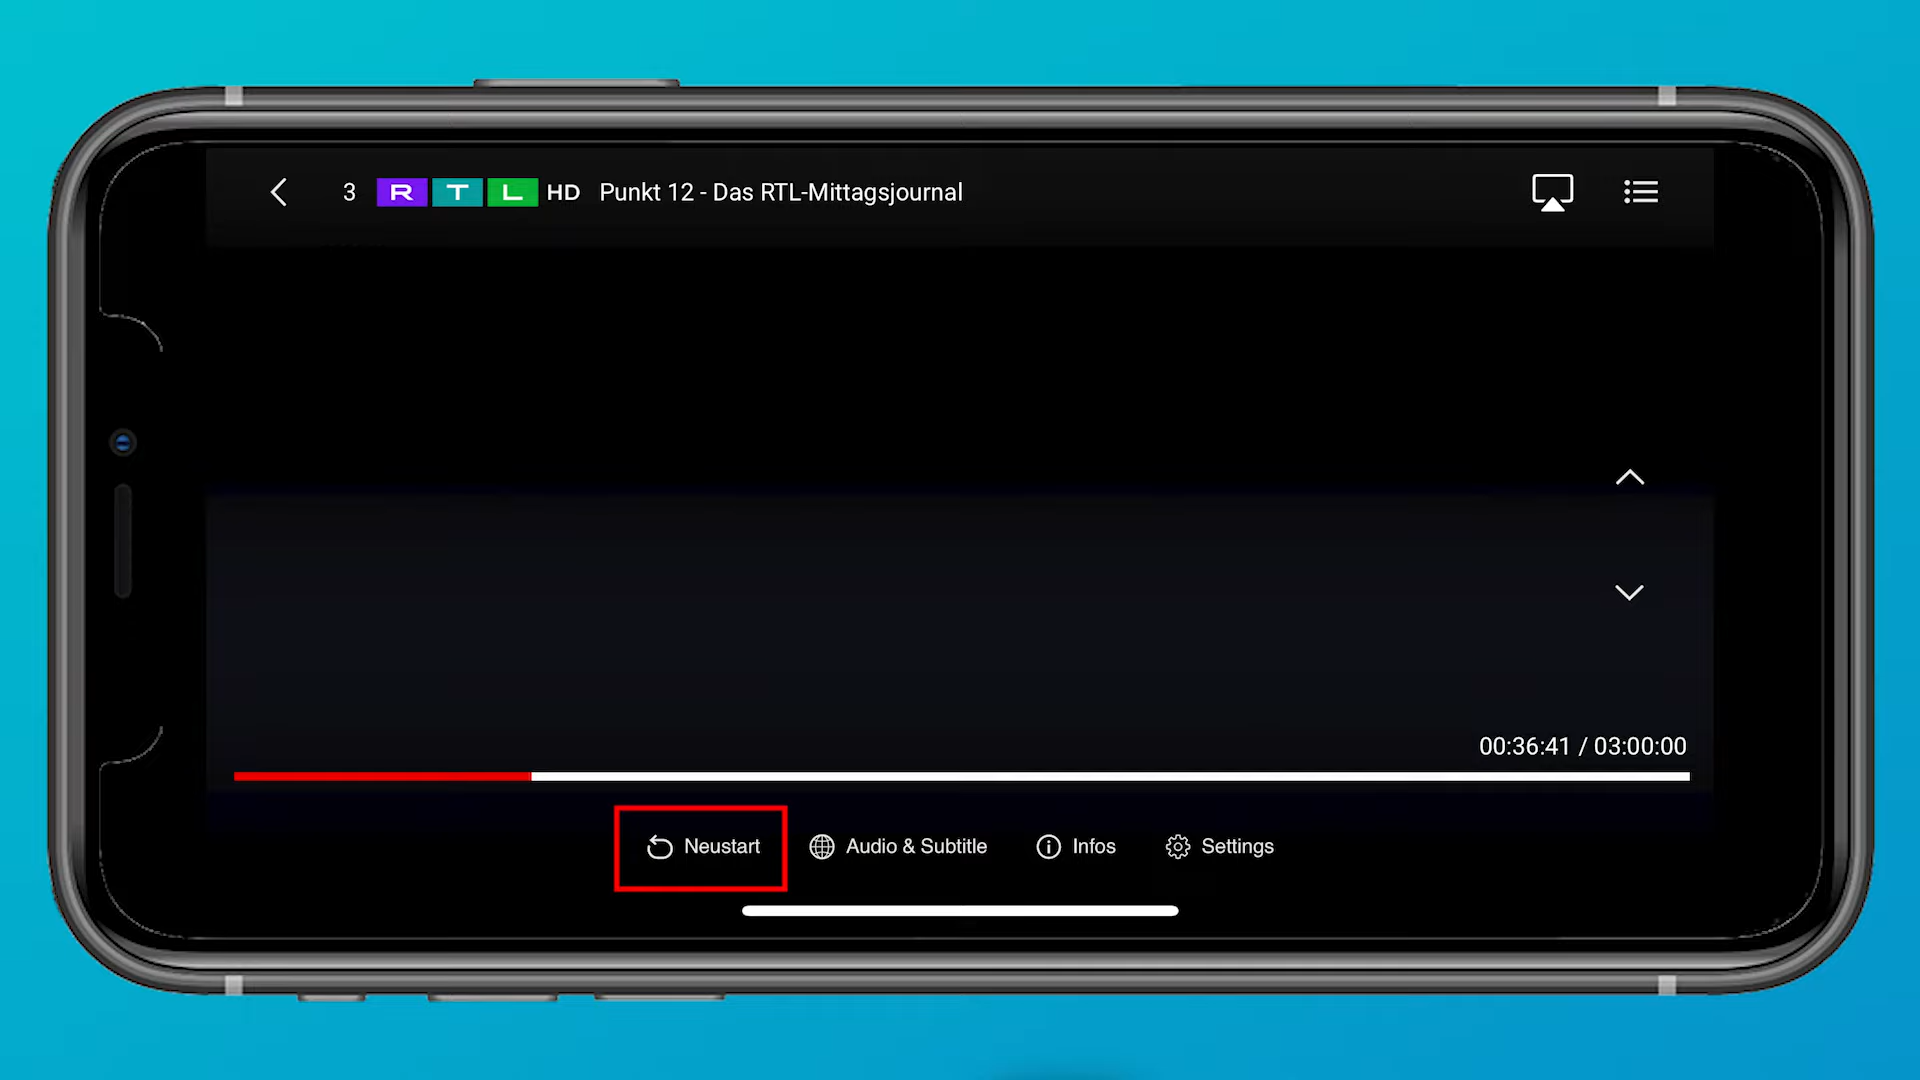 3 RTL HD Punkt 12 - Das RTL-Mittagsjournal
00:36:41 / 03:00:00
Neustart Audio & Subtitle Infos Settings